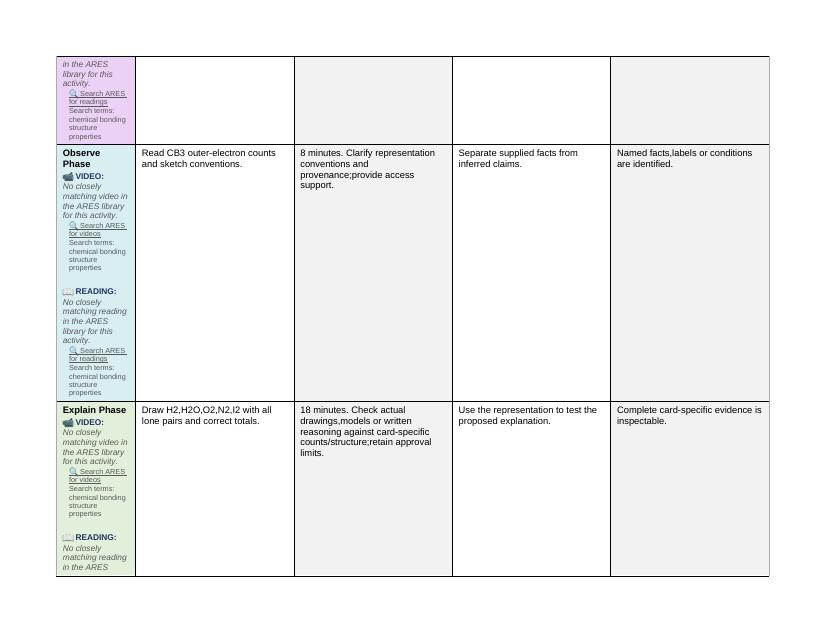 in the ARES
library for this
activity.
🔍 Search ARES
for readings
Search terms:
chemical bonding
structure
properties
Observe
Phase
📹 VIDEO:
No closely
matching video in
the ARES library
for this activity.
🔍 Search ARES
for videos
Search terms:
chemical bonding
structure
properties
📖 READING:
No closely
matching reading
in the ARES
library for this
activity.
🔍 Search ARES
for readings
Search terms:
chemical bonding
structure
properties
Read CB3 outer-electron counts
and sketch conventions.
8 minutes. Clarify representation
conventions and
provenance;provide access
support.
Separate supplied facts from
inferred claims.
Named facts,labels or conditions
are identified.
Explain Phase
📹 VIDEO:
No closely
matching video in
the ARES library
for this activity.
🔍 Search ARES
for videos
Search terms:
chemical bonding
structure
properties
📖 READING:
No closely
matching reading
in the ARES
Draw H2,H2O,O2,N2,I2 with all
lone pairs and correct totals.
18 minutes. Check actual
drawings,models or written
reasoning against card-specific
counts/structure;retain approval
limits.
Use the representation to test the
proposed explanation.
Complete card-specific evidence is
inspectable.